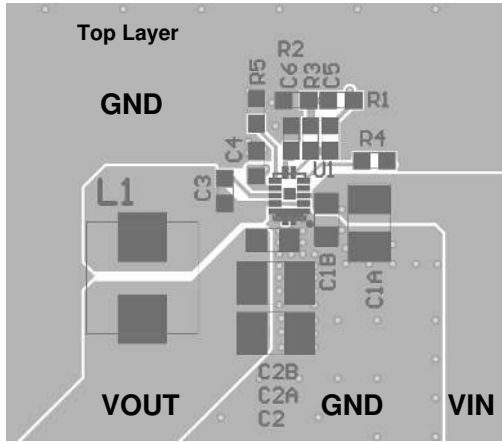 Top Layer
GND
R2
R5
C6
R3
C5
R1
C4
U1
R4
C3
L1
C1B
C1A
C2B
C2A
C2
VOUT
GND
VIN